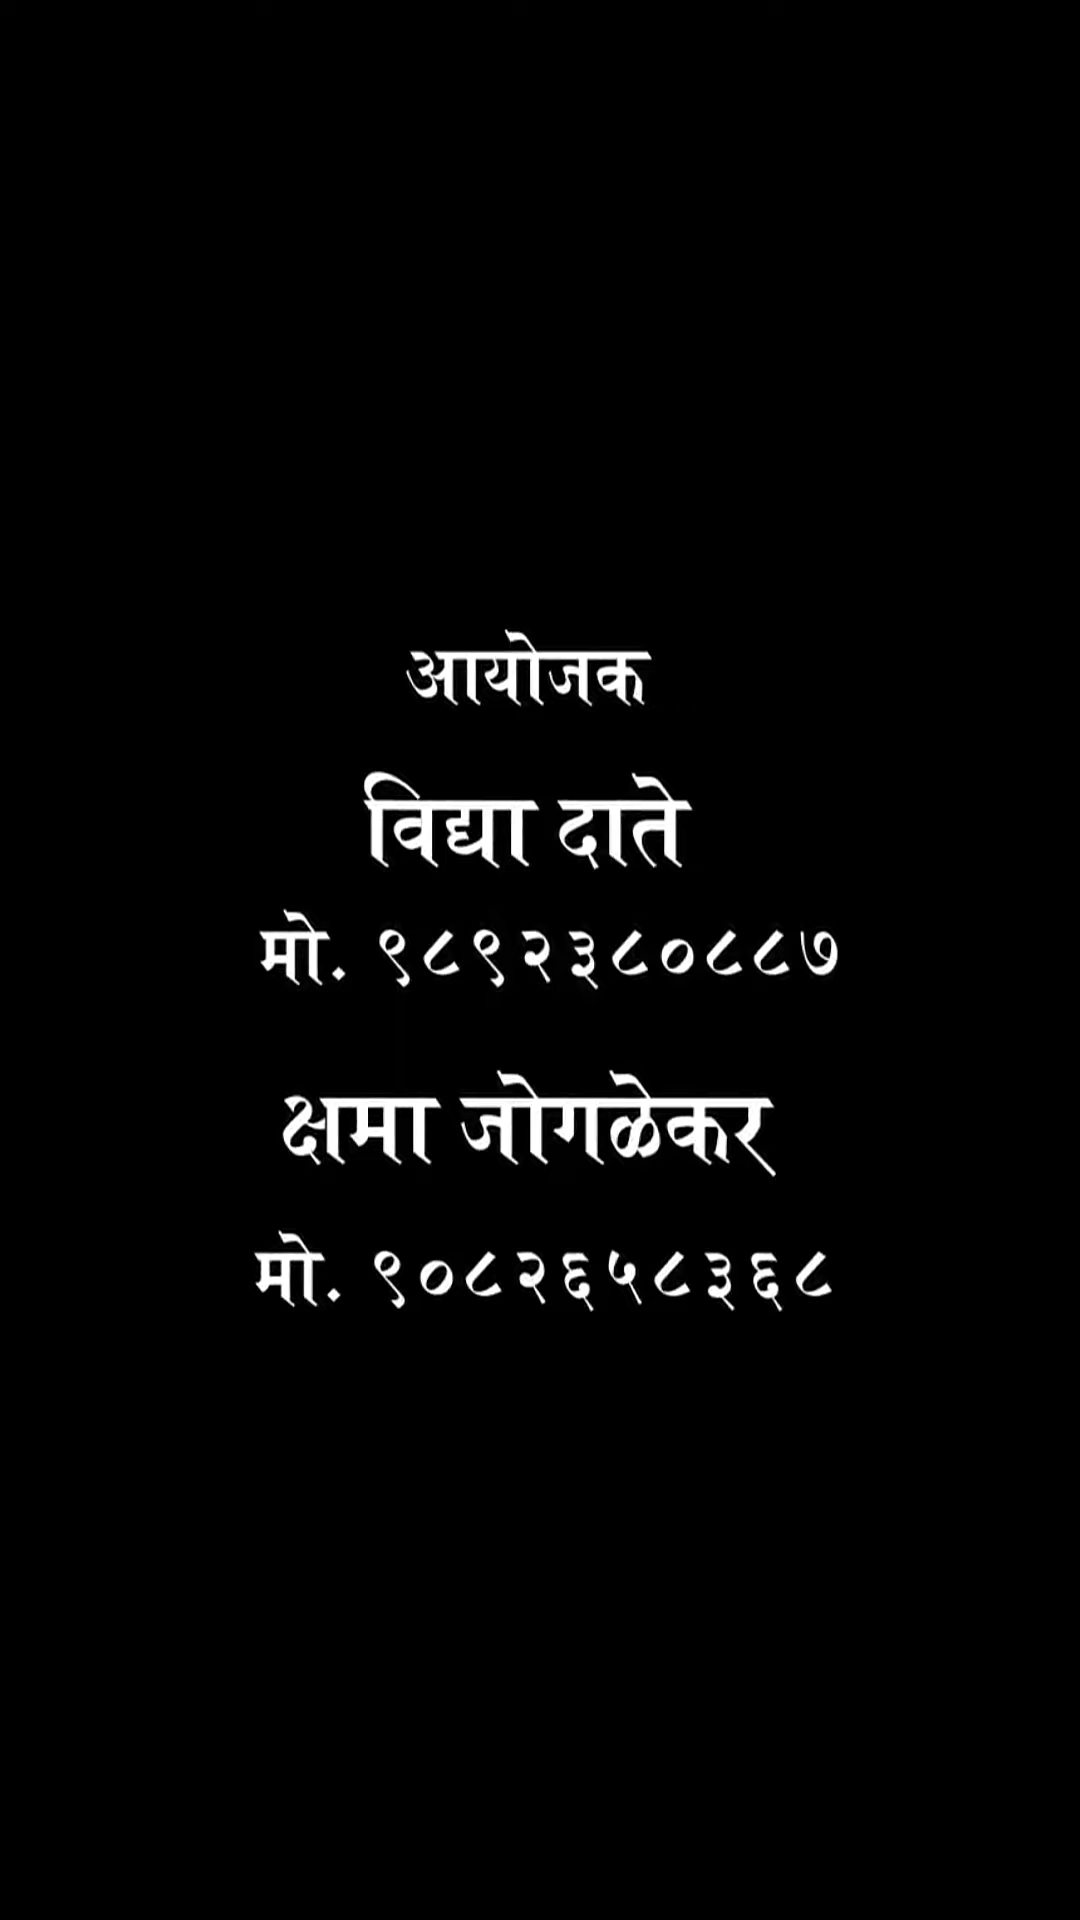 आयोजक
विद्या दाते
मो. ९८९२३८०८८७
क्षमा जोगळेकर
मो. ९०८२६५८३६८